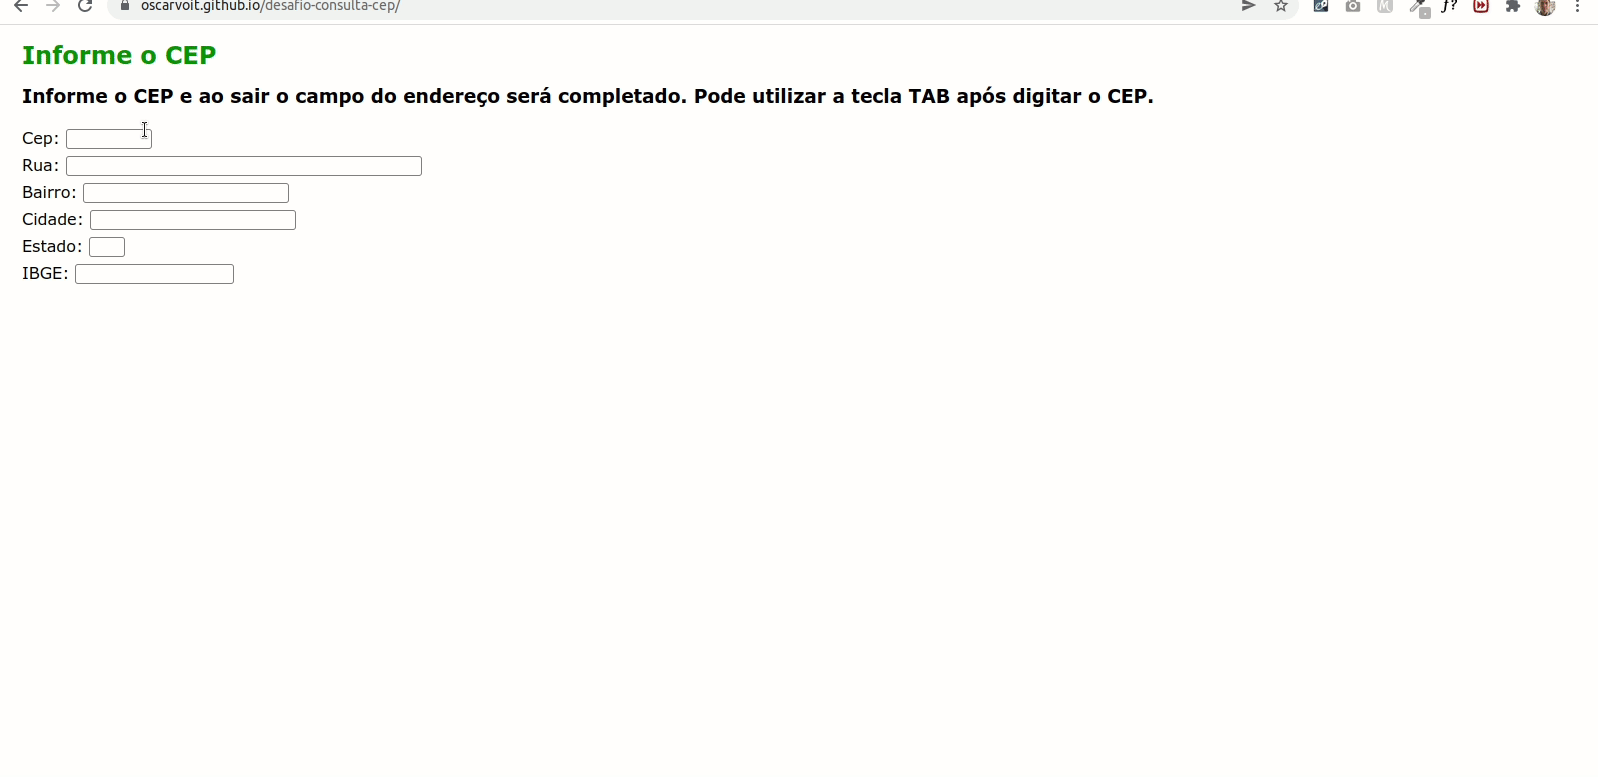 oscarvoit.github.io/desafio-consulta-cep/
f?
Informe o CEP
Informe o CEP e ao sair o campo do endereço será completado. Pode utilizar a tecla TAB após digitar o CEP.
Cep:
Rua:
Bairro:
Cidade:
Estado:
IBGE: